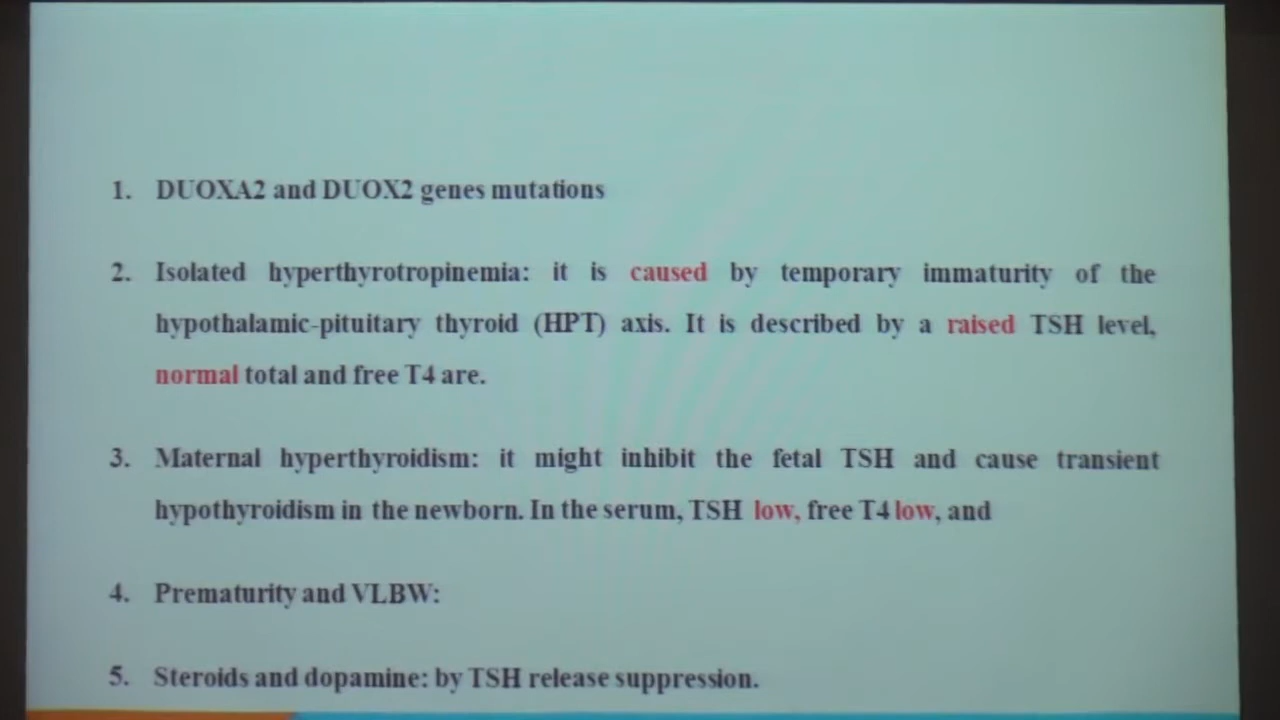 1. DUOXA2 and DUOX2 genes mutations
2. Isolated hyperthyrotropinemia: it is caused by temporary immaturity of the
hypothalamic-pituitary thyroid (HPT) axis. It is described by a raised TSH level,
normal total and free T4 are.
3. Maternal hyperthyroidism: it might inhibit the fetal TSH and cause transient
hypothyroidism in the newborn. In the serum, TSH low, free T4 low, and
4. Prematurity and VLBW:
5. Steroids and dopamine: by TSH release suppression.